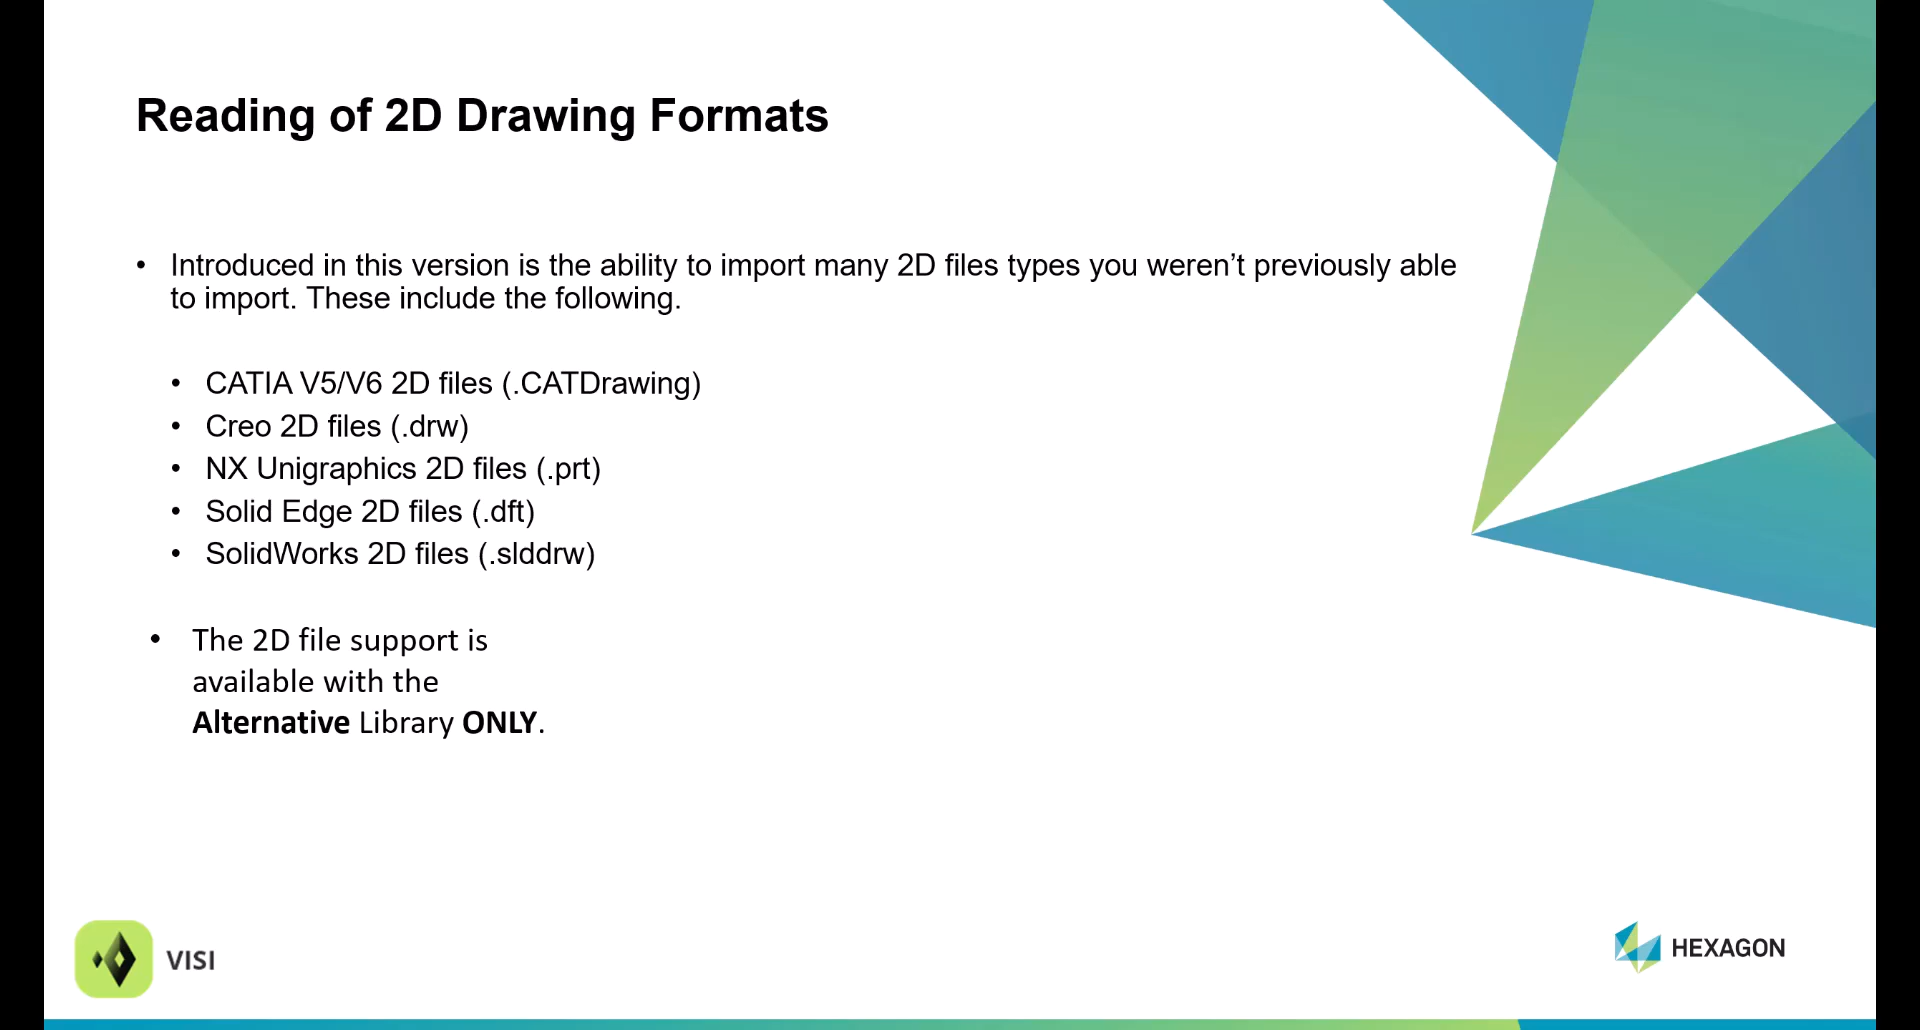 Reading of 2D Drawing Formats
• Introduced in this version is the ability to import many 2D files types you weren’t previously able
to import. These include the following.
• CATIA V5/V6 2D files (.CATDrawing)
• Creo 2D files (.drw)
• NX Unigraphics 2D files (.prt)
• Solid Edge 2D files (.dft)
• SolidWorks 2D files (.slddrw)
• The 2D file support is
available with the
Alternative Library ONLY.
VISI
HEXAGON